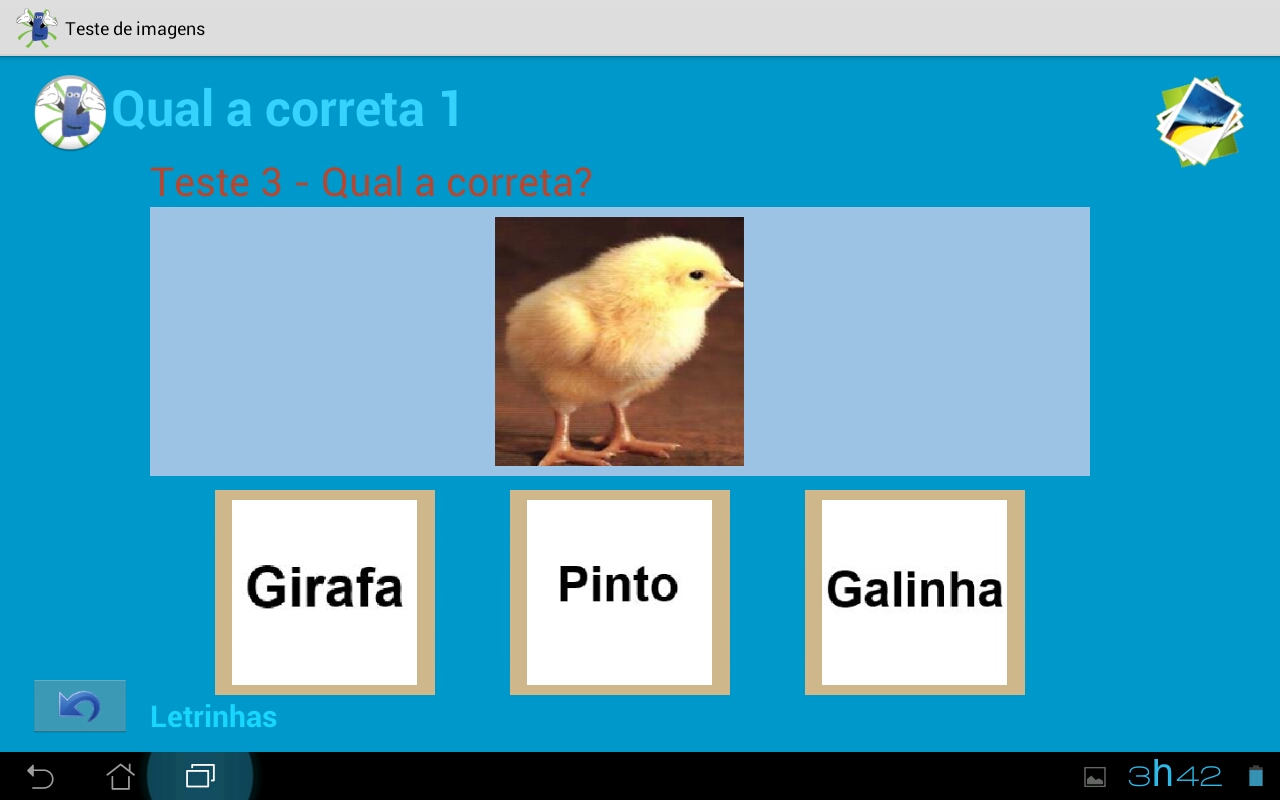 Teste de imagens
Qual a correta 1
Teste 3 - Qual a correta?
Girafa
Pinto
Galinha
Letrinhas
3h42